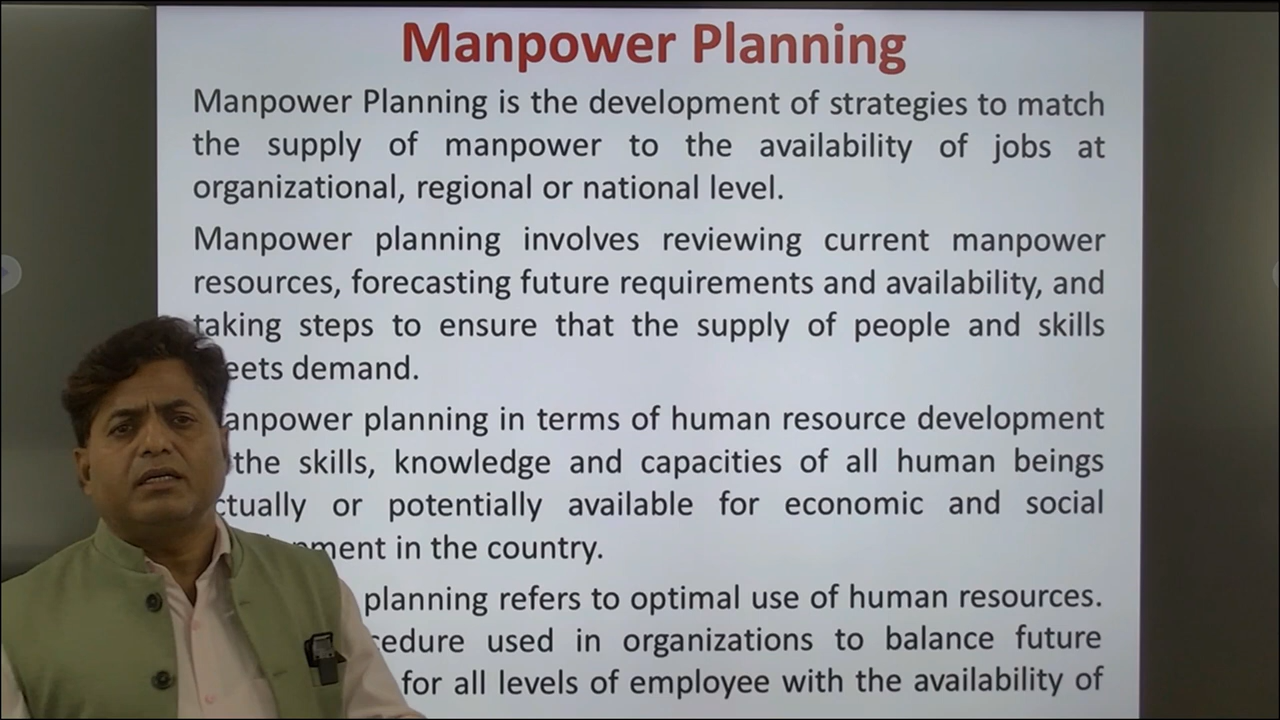 Manpower Planning
Manpower Planning is the development of strategies to match
the supply of manpower to the availability of jobs at
organizational, regional or national level.
Manpower planning involves reviewing current manpower
resources, forecasting future requirements and availability, and
taking steps to ensure that the supply of people and skills
eets demand.
anpower planning in terms of human resource development
the skills, knowledge and capacities of all human beings
ctually or potentially available for economic and social
ment in the country.
planning refers to optimal use of human resources.
cedure used in organizations to balance future
for all levels of employee with the availability of